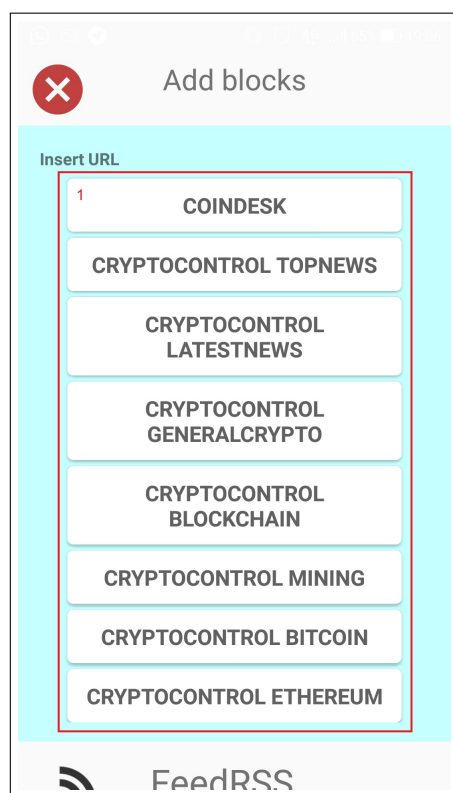 Add blocks
Insert URL
1
COINDESK
CRYPTOCONTROL TOPNEWS
CRYPTOCONTROL
LATESTNEWS
CRYPTOCONTROL
GENERALCRYPTO
CRYPTOCONTROL
BLOCKCHAIN
CRYPTOCONTROL MINING
CRYPTOCONTROL BITCOIN
CRYPTOCONTROL ETHEREUM
FeedRSS